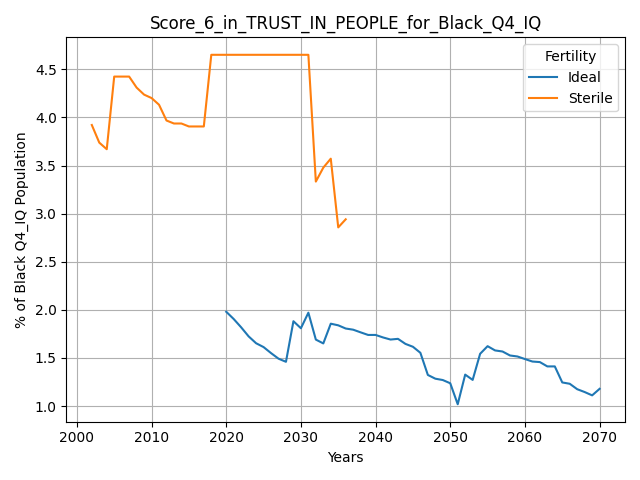 Score_6_in_TRUST_IN_PEOPLE_for_Black_Q4_IQ
Fertility
Ideal
Sterile
% of Black Q4_IQ Population
4.5
4.0
3.5
3.0
2.5
2.0
1.5
1.0
2000 2010 2020 2030 2040 2050 2060 2070
Years